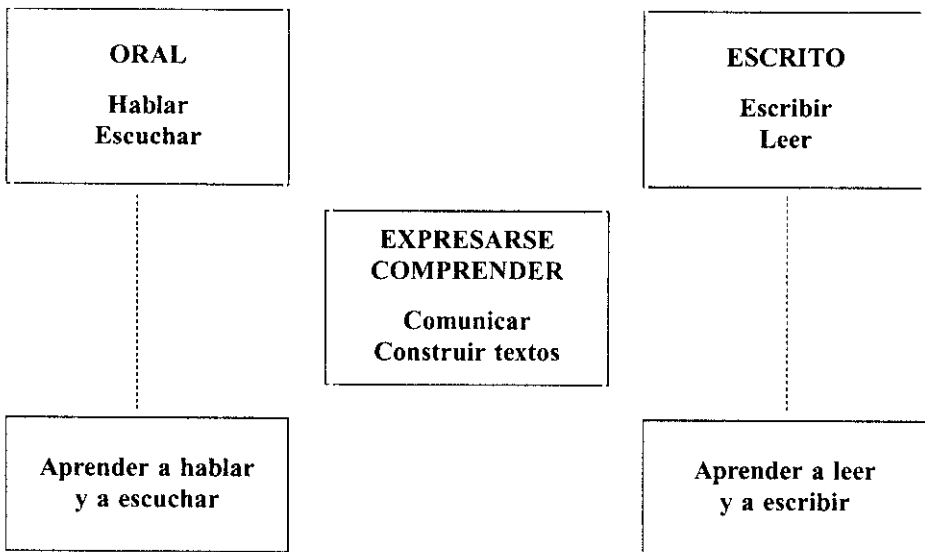 ORAL
Hablar
Escuchar
ESCRITO
Escribir
Leer
EXPRESARSE
COMPRENDER
Comunicar
Construir textos
Aprender a hablar
y a escuchar
Aprender a leer
y a escribir